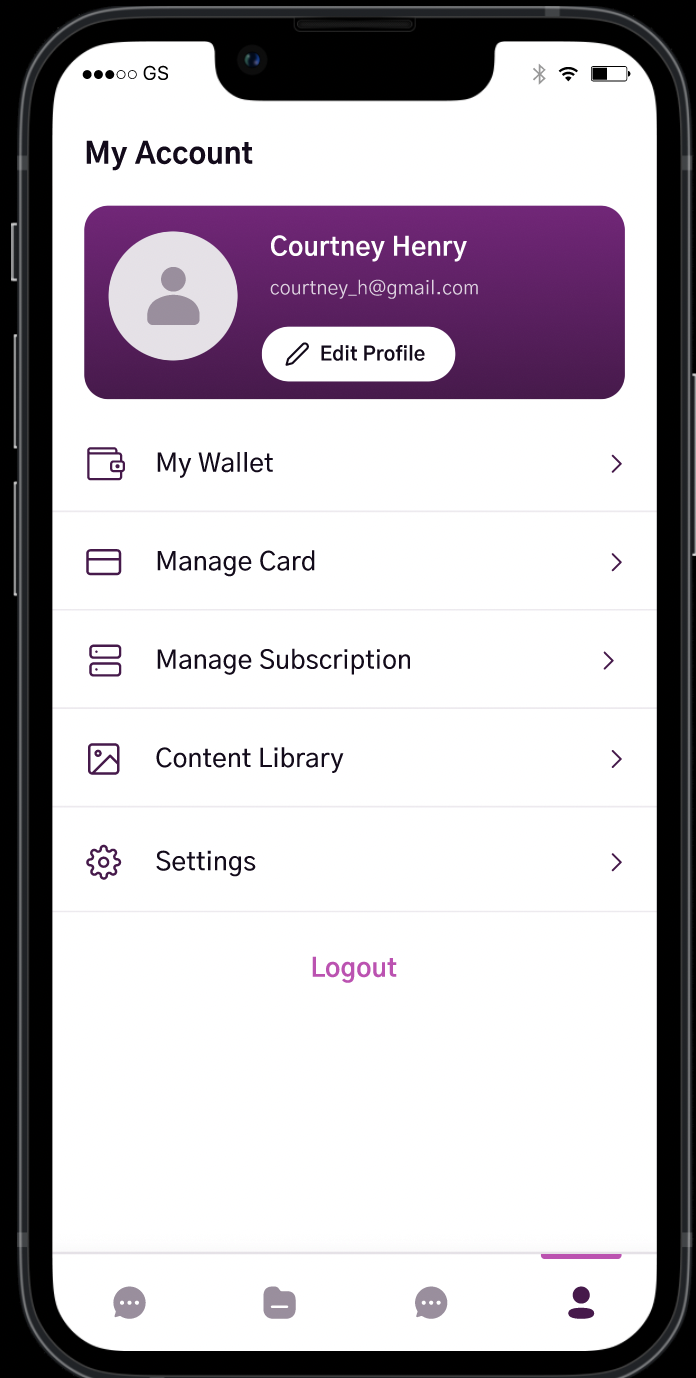 GS
My Account
Courtney Henry
courtney_h@gmail.com
Edit Profile
My Wallet
Manage Card
Manage Subscription
Content Library
Settings
Logout